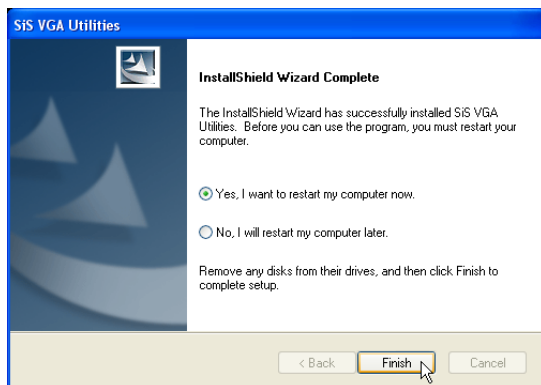 SiS VGA Utilities
InstallShield Wizard Complete
The InstallShield Wizard has successfully installed SiS VGA
Utilities.  Before you can use the program, you must restart your
computer.
Yes, I want to restart my computer now.
No, I will restart my computer later.
Remove any disks from their drives, and then click Finish to
complete setup.
< Back
Finish
Cancel